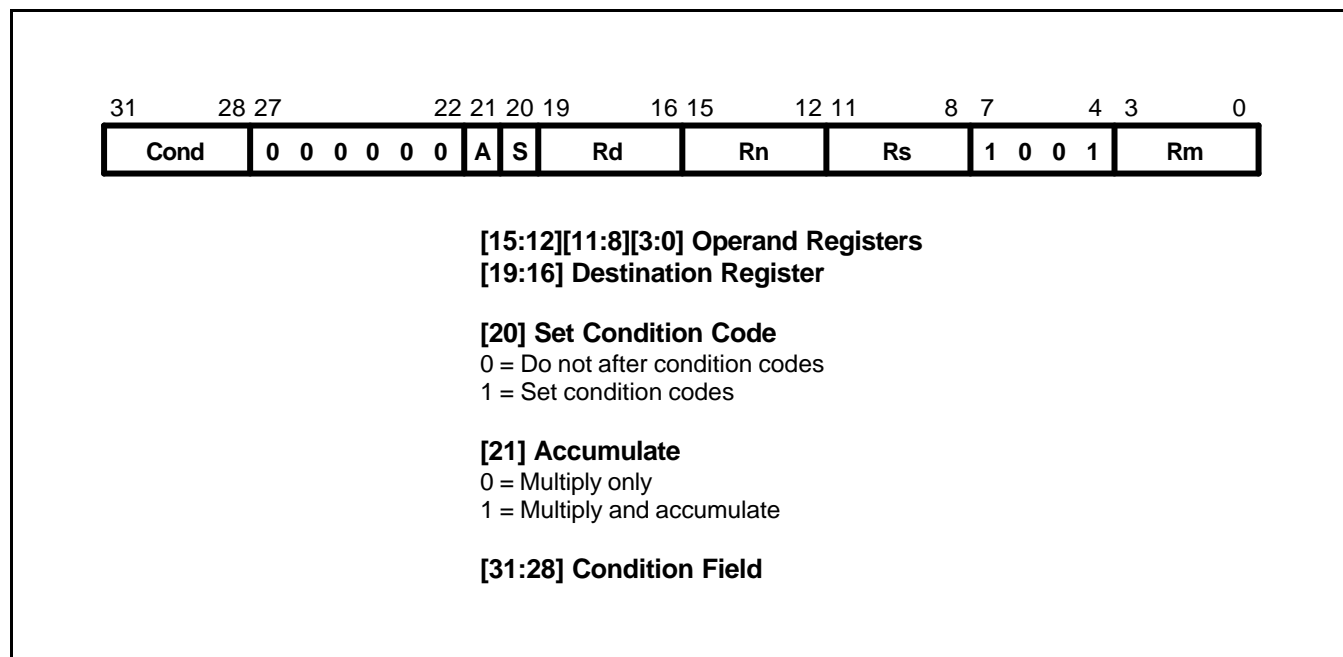 31 28 27 22 21 20 19 16 15 12 11 8 7 4 3 0
Cond 0 0 0 0 0 0 A S Rd Rn Rs 1 0 0 1 Rm
[15:12][11:8][3:0] Operand Registers
[19:16] Destination Register
[20] Set Condition Code
0 = Do not after condition codes
1 = Set condition codes
[21] Accumulate
0 = Multiply only
1 = Multiply and accumulate
[31:28] Condition Field